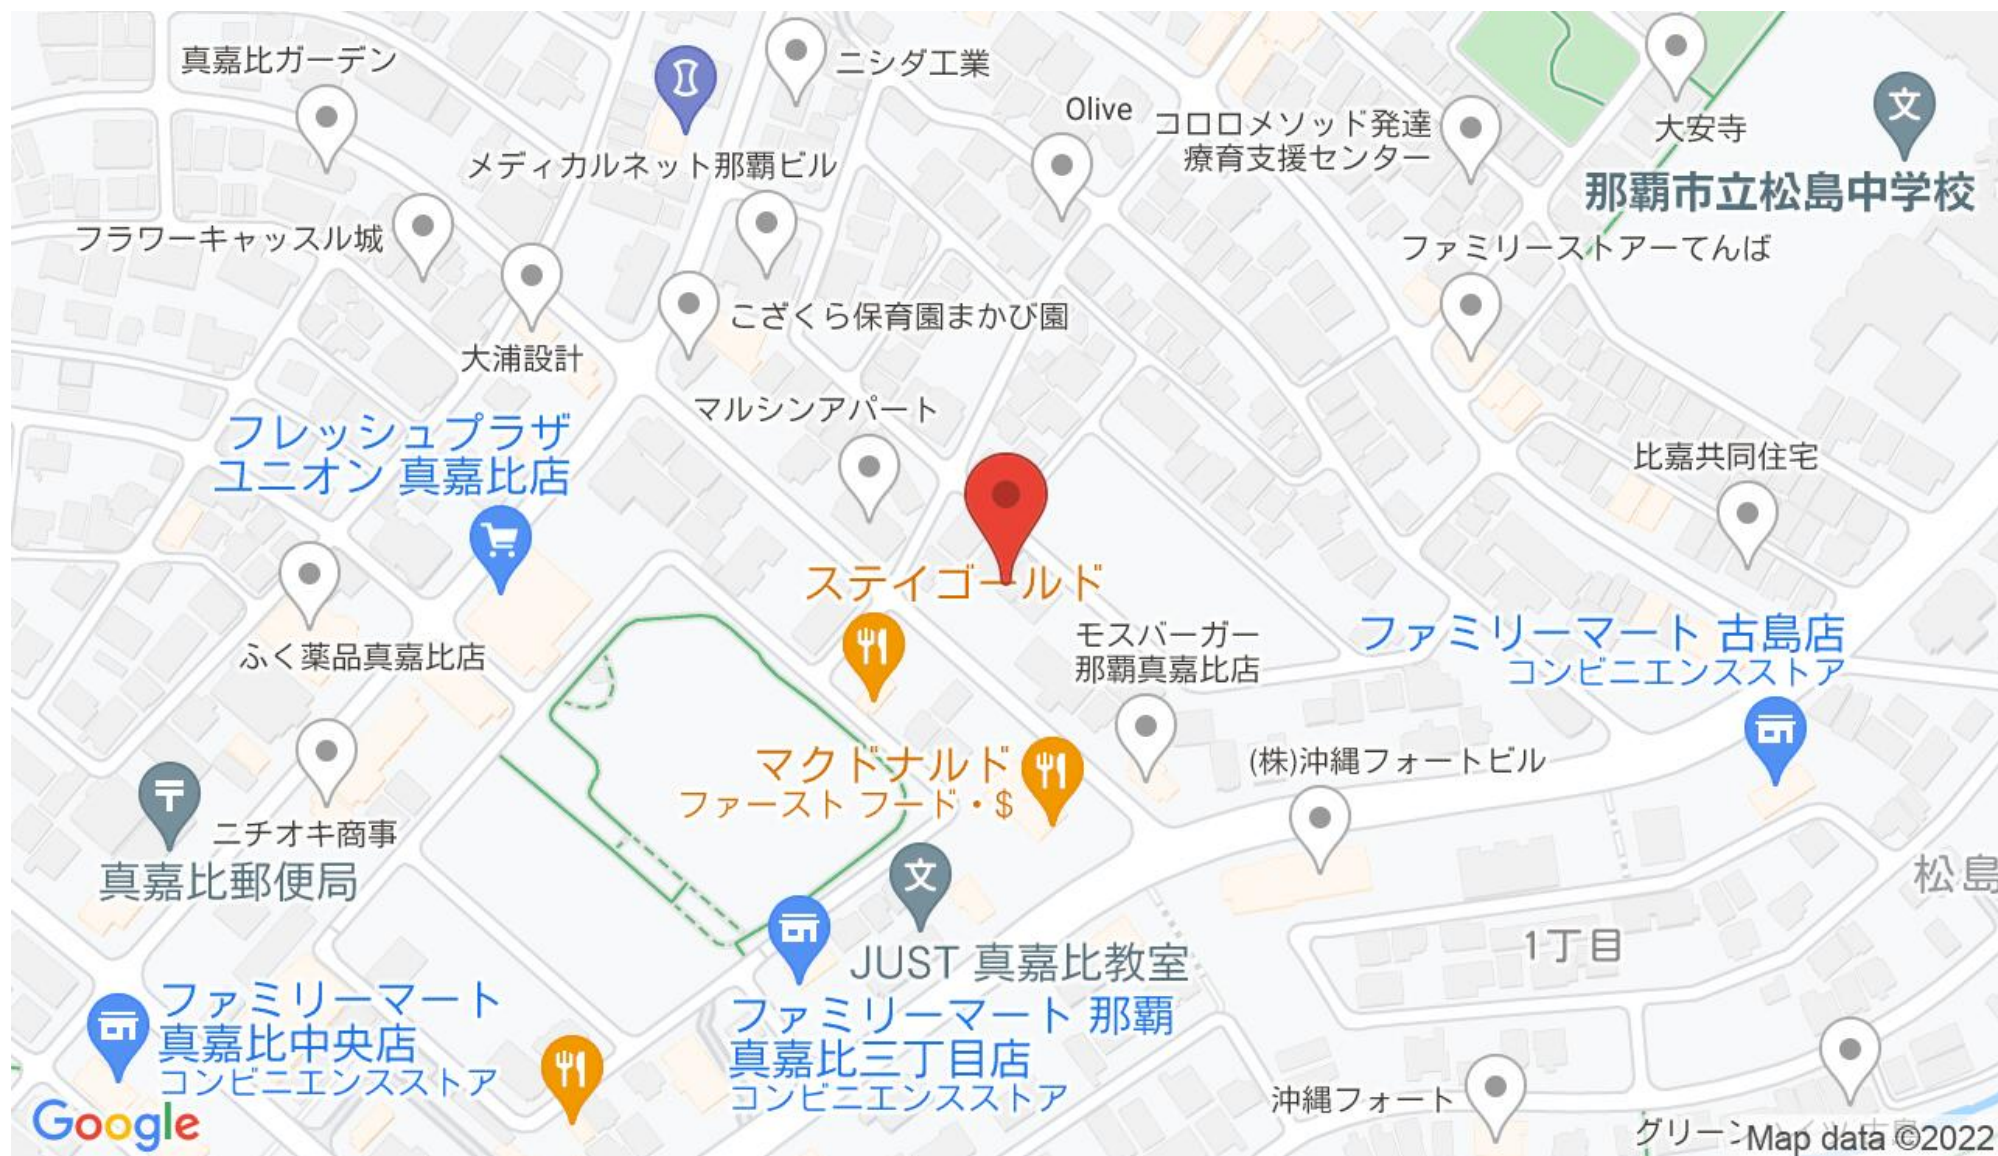 真嘉比ガーデン
ニシダ工業
Olive
コロロメソッド発達
療育支援センター
大安寺
文
那覇市立松島中学校
メディカルネット那覇ビル
フラワーキャッスル城
ファミリーストアーてんば
こざくら保育園まかび園
大浦設計
マルシンアパート
フレッシュプラザ
ユニオン 真嘉比店
比嘉共同住宅
ステイゴールド
モスバーガー
那覇真嘉比店
ファミリーマート 古島店
コンビニエンスストア
ふく薬品真嘉比店
マクドナルド
ファースト フード・$
(株)沖縄フォートビル
〒
ニチオキ商事
真嘉比郵便局
文
松島
JUST 真嘉比教室
1丁目
ファミリーマート
真嘉比中央店
コンビニエンスストア
ファミリーマート 那覇
真嘉比三丁目店
コンビニエンスストア
沖縄フォート
Google
グリーン
Map data ©2022